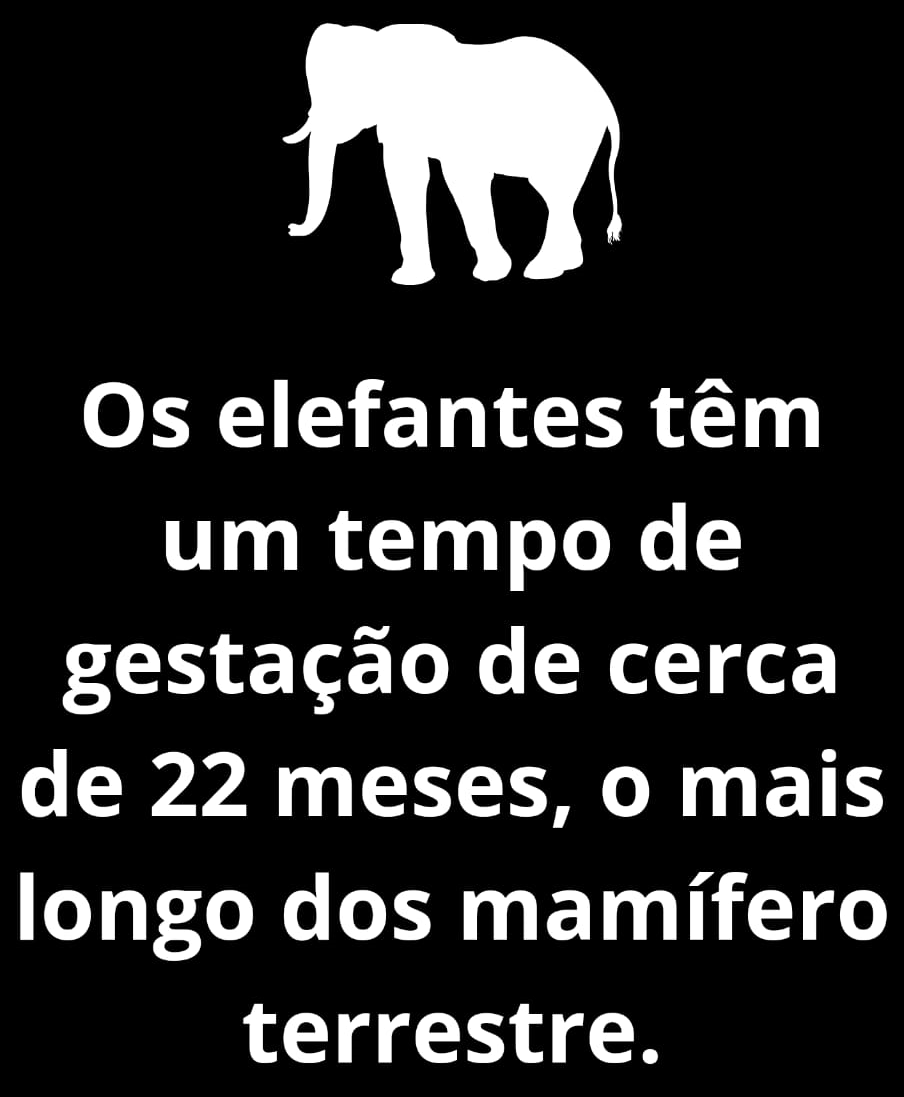 Os elefantes têm
um tempo de
gestação de cerca
de 22 meses, o mais
longo dos mamífero
terrestre.